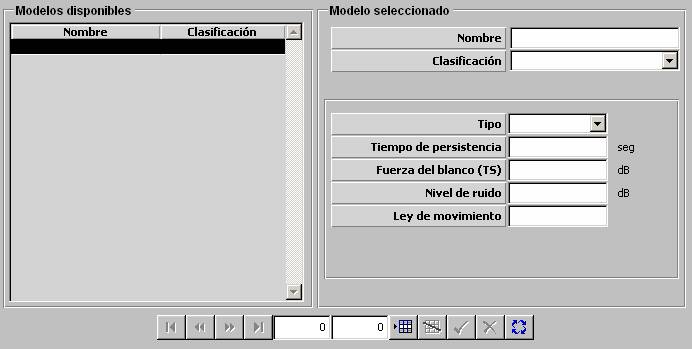 Modelos disponibles
Nombre Clasificación
Modelo seleccionado
Nombre
Clasificación
Tipo
Tiempo de persistencia seg
Fuerza del blanco (TS) dB
Nivel de ruido dB
Ley de movimiento
0 0